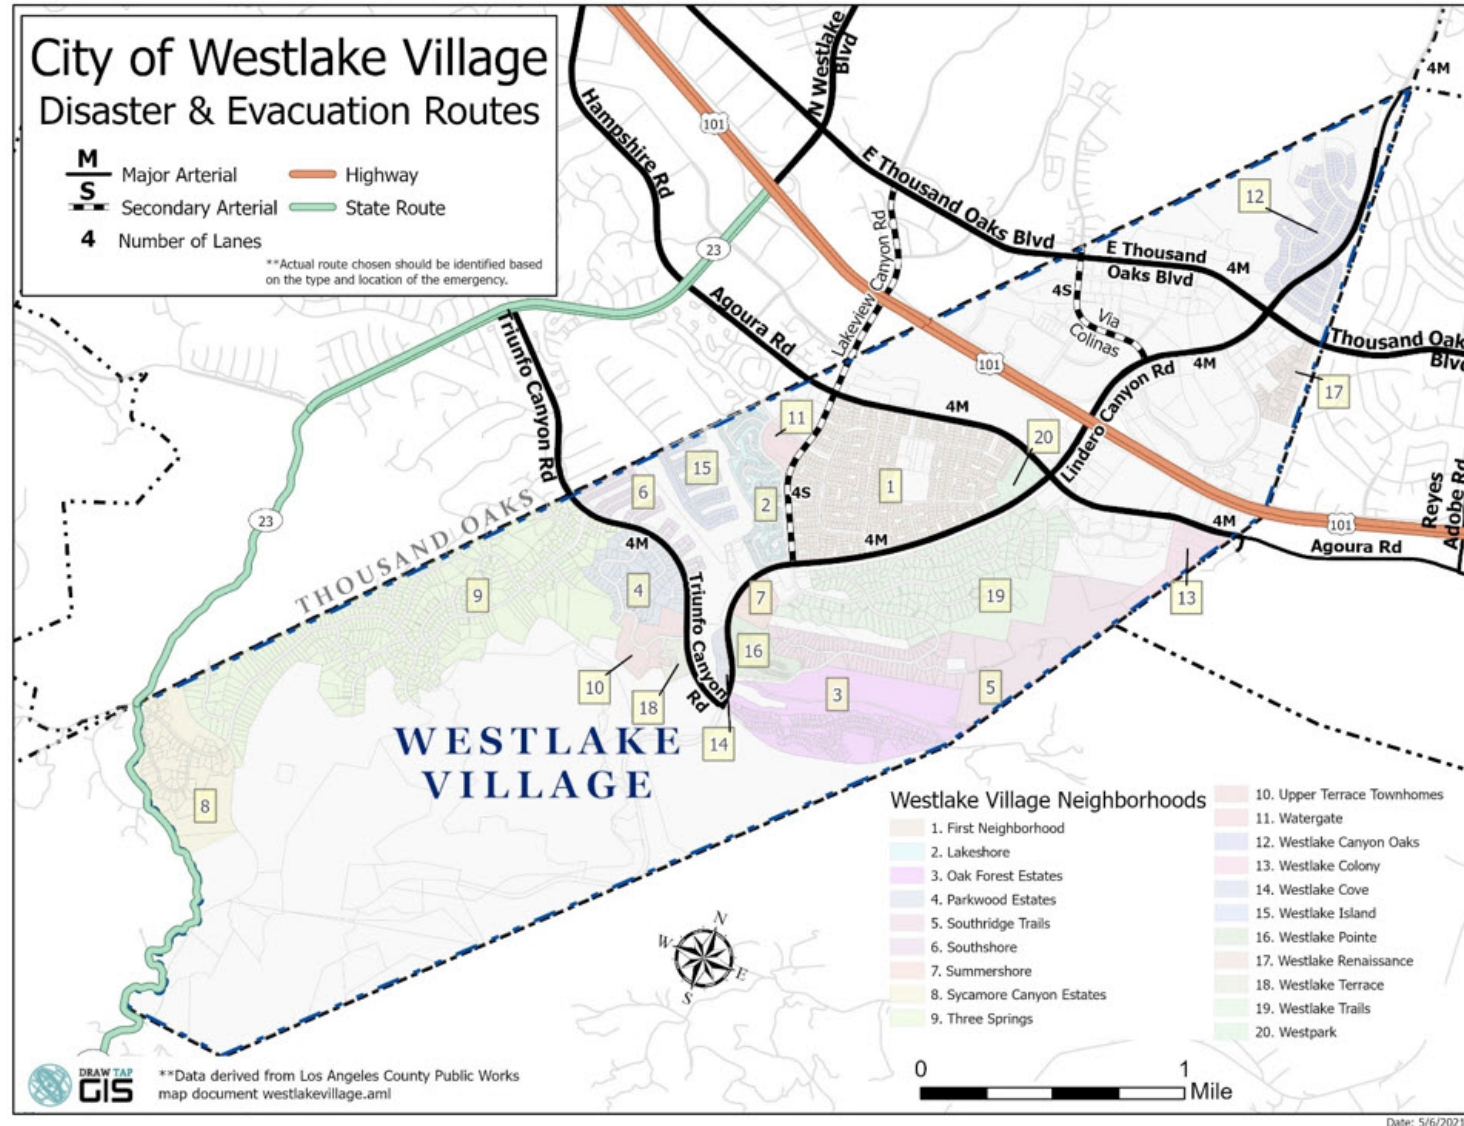 City of Westlake Village
Disaster & Evacuation Routes
M
Major Arterial
Highway
S
Secondary Arterial
State Route
4
Number of Lanes
**Actual route chosen should be identified based
on the type and location of the emergency.
N Westlake
Blvd
4M
Hampshire Rd
101
E Thousand Oaks Blvd
12
Lakeview Canyon Rd
23
E Thousand
Oaks Blvd
4M
4S
Via
Colinas
Agoura Rd
Triunfo Canyon Rd
101
4M
Thousand Oak
Blvd
17
Lindero Canyon Rd
4M
11
20
15
6
2
4S
1
THOUSAND OAKS
23
4M
4M
4M
101
Agoura Rd
Reyes
Adobe Rd
9
4
Triunfo Canyon
Rd
7
19
13
16
10
18
3
5
14
WESTLAKE
VILLAGE
8
Westlake Village Neighborhoods
1. First Neighborhood
2. Lakeshore
3. Oak Forest Estates
4. Parkwood Estates
5. Southridge Trails
6. Southshore
7. Summershore
8. Sycamore Canyon Estates
9. Three Springs
10. Upper Terrace Townhomes
11. Watergate
12. Westlake Canyon Oaks
13. Westlake Colony
14. Westlake Cove
15. Westlake Island
16. Westlake Pointe
17. Westlake Renaissance
18. Westlake Terrace
19. Westlake Trails
20. Westpark
N
W
E
S
0
1
Mile
DRAW TAP
GIS
**Data derived from Los Angeles County Public Works
map document westlakevillage.aml
Date: 5/6/2021